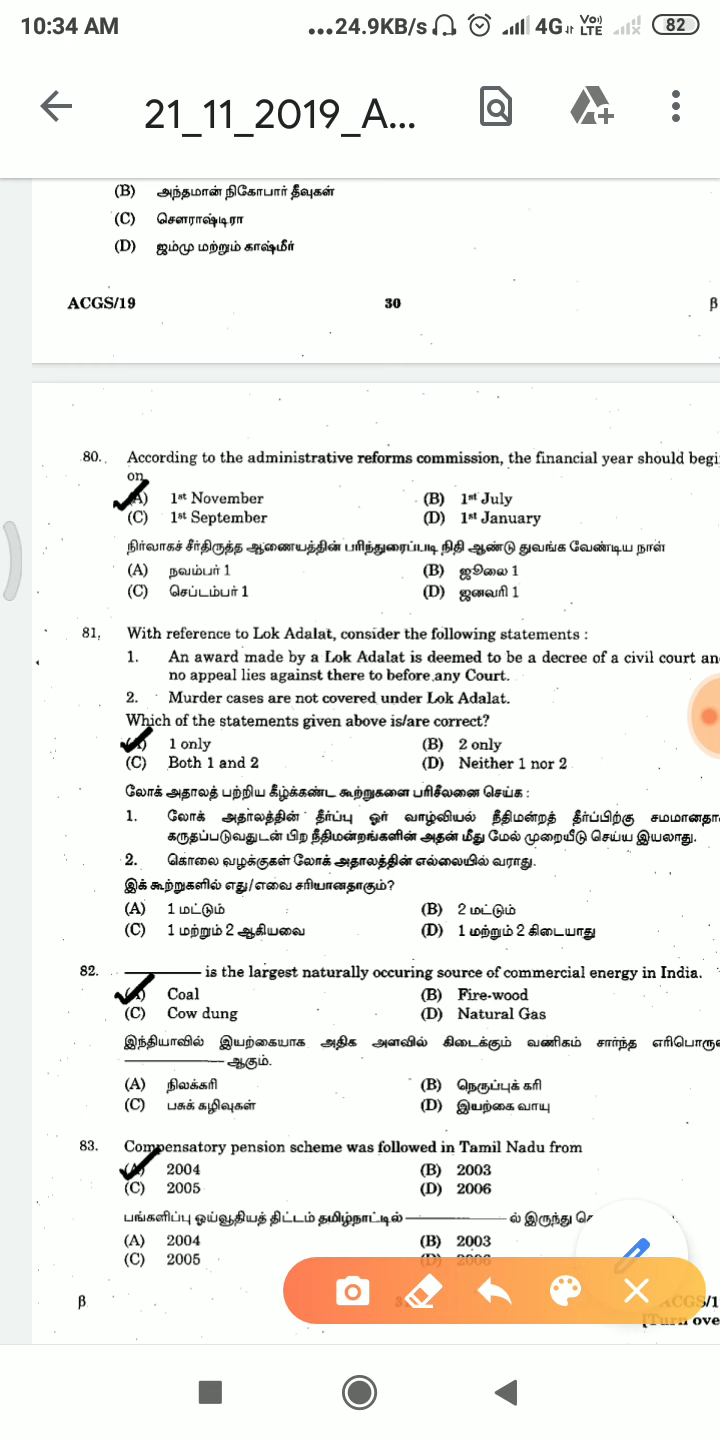 10:34 AM
...24.9KB/s 4G Vo) LTE 82
21_11_2019_A...
(B) அந்தமான் நிகோபார் தீவுகள்
(C) சௌராஷ்டிரா
(D) ஜம்மு மற்றும் காஷ்மீர்
ACGS/19 30 β
80. According to the administrative reforms commission, the financial year should begi
on
(A) 1st November (B) 1st July
(C) 1st September (D) 1st January
நிர்வாகச் சீர்திருத்த ஆணையத்தின் பரிந்துரைப்படி நிதி ஆண்டு துவங்க வேண்டிய நாள்
(A) நவம்பர் 1 (B) ஜூலை 1
(C) செப்டம்பர் 1 (D) ஜனவரி 1
81. With reference to Lok Adalat, consider the following statements :
1. An award made by a Lok Adalat is deemed to be a decree of a civil court an
no appeal lies against there to before any Court.
2. Murder cases are not covered under Lok Adalat.
Which of the statements given above is/are correct?
(A) 1 only (B) 2 only
(C) Both 1 and 2 (D) Neither 1 nor 2
லோக் அதாலத் பற்றிய கீழ்க்கண்ட கூற்றுகளை பரிசீலனை செய்க :
1. லோக் அதாலத்தின் தீர்ப்பு ஓர் வாழ்வியல் நீதிமன்றத் தீர்ப்பிற்கு சமமானதா
கருதப்படுவதுடன் பிற நீதிமன்றங்களின் அதன் மீது மேல் முறையீடு செய்ய இயலாது.
2. கொலை வழக்குகள் லோக் அதாலத்தின் எல்லையில் வராது.
இக் கூற்றுகளில் எது/எவை சரியானதாகும்?
(A) 1 மட்டும் (B) 2 மட்டும்
(C) 1 மற்றும் 2 ஆகியவை (D) 1 மற்றும் 2 கிடையாது
82. ________ is the largest naturally occuring source of commercial energy in India.
(A) Coal (B) Fire-wood
(C) Cow dung (D) Natural Gas
இந்தியாவில் இயற்கையாக அதிக அளவில் கிடைக்கும் வணிகம் சார்ந்த எரிபொருள
________ ஆகும்.
(A) நிலக்கரி (B) நெருப்புக் கரி
(C) பசுக் கழிவுகள் (D) இயற்கை வாயு
83. Compensatory pension scheme was followed in Tamil Nadu from
(A) 2004 (B) 2003
(C) 2005 (D) 2006
பங்களிப்பு ஓய்வூதியத் திட்டம் தமிழ்நாட்டில் ________ ல் இருந்து
(A) 2004 (B) 2003
(C) 2005 (D) 2006
β ACGS/1
[Turn ove